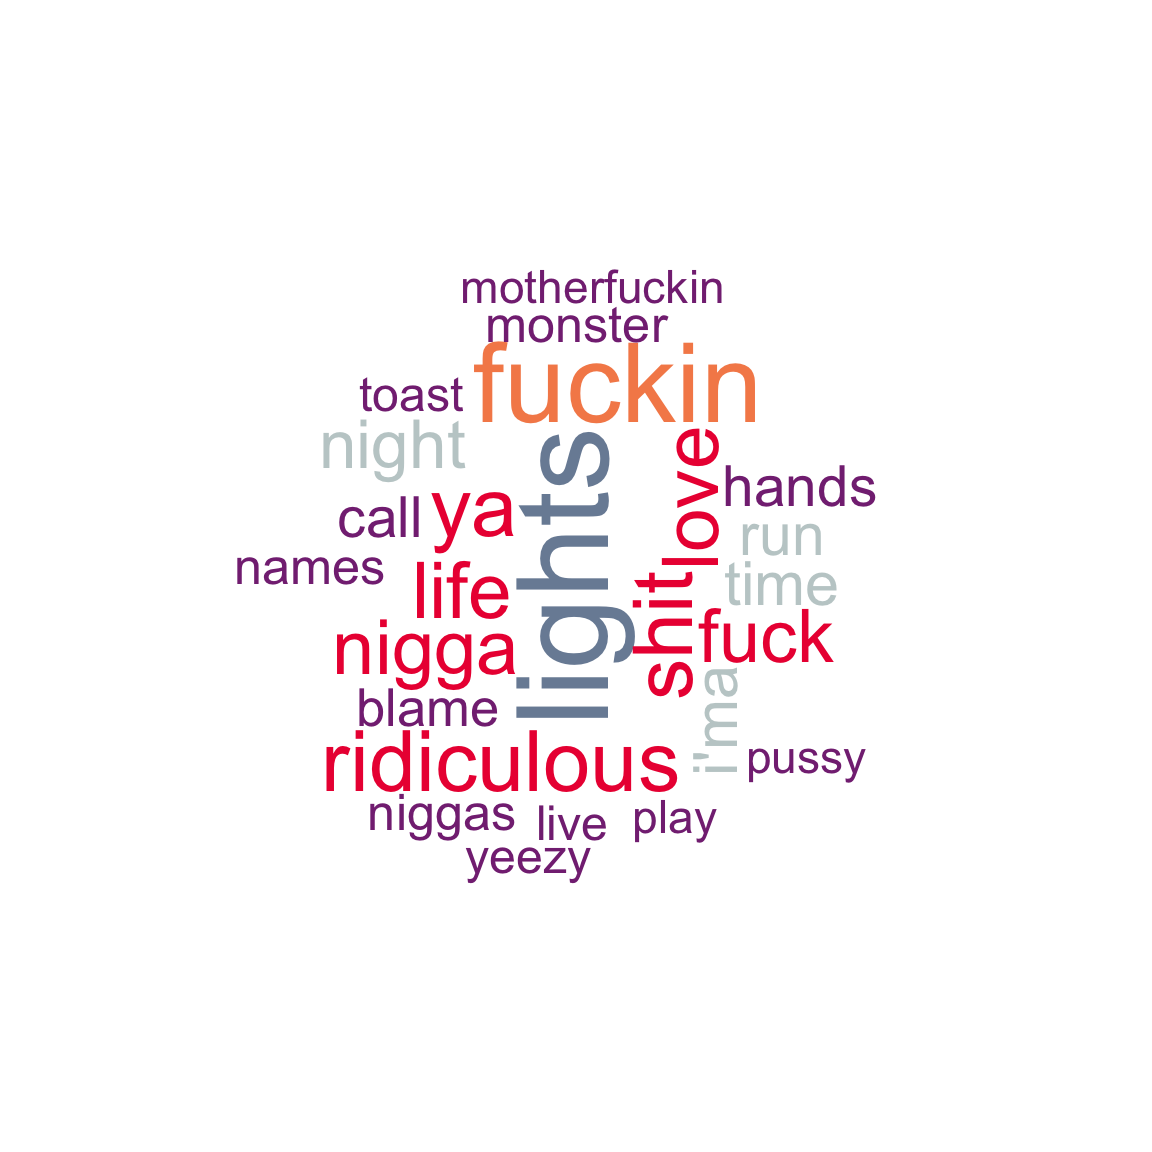 motherfuckin
monster
fuckin
toast
night
lights
love
hands
call
ya
run
names
life
time
shit
nigga
fuck
blame
i'ma
ridiculous
pussy
niggas
live
play
yeezy